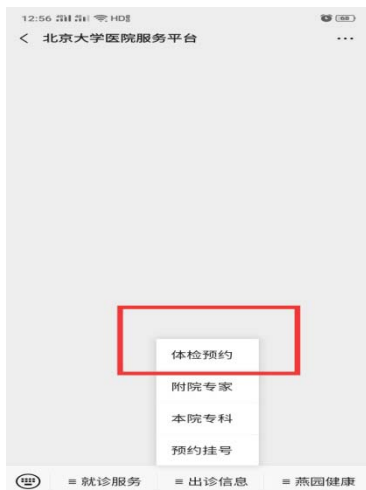 12:56 HD
北京大学医院服务平台
体检预约
附院专家
本院专科
预约挂号
就诊服务
出诊信息
燕园健康